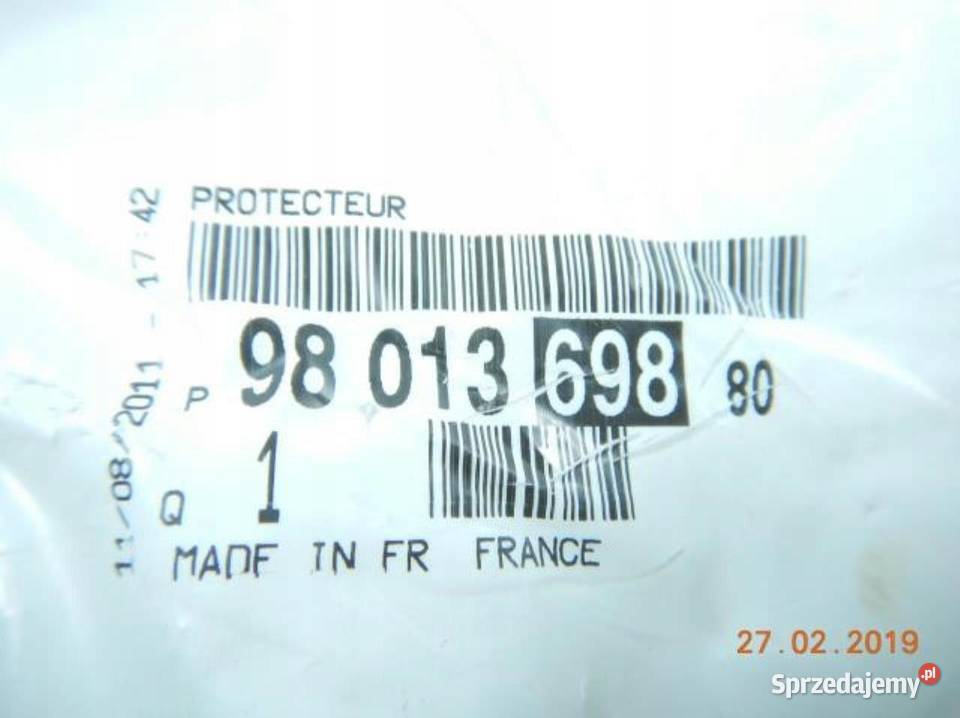 PROTECTEUR
11/08/2011 - 17:42
P 98 013 698 80
Q 1
MADE IN FR FRANCE
27.02.2019
Sprzedajemy.pl